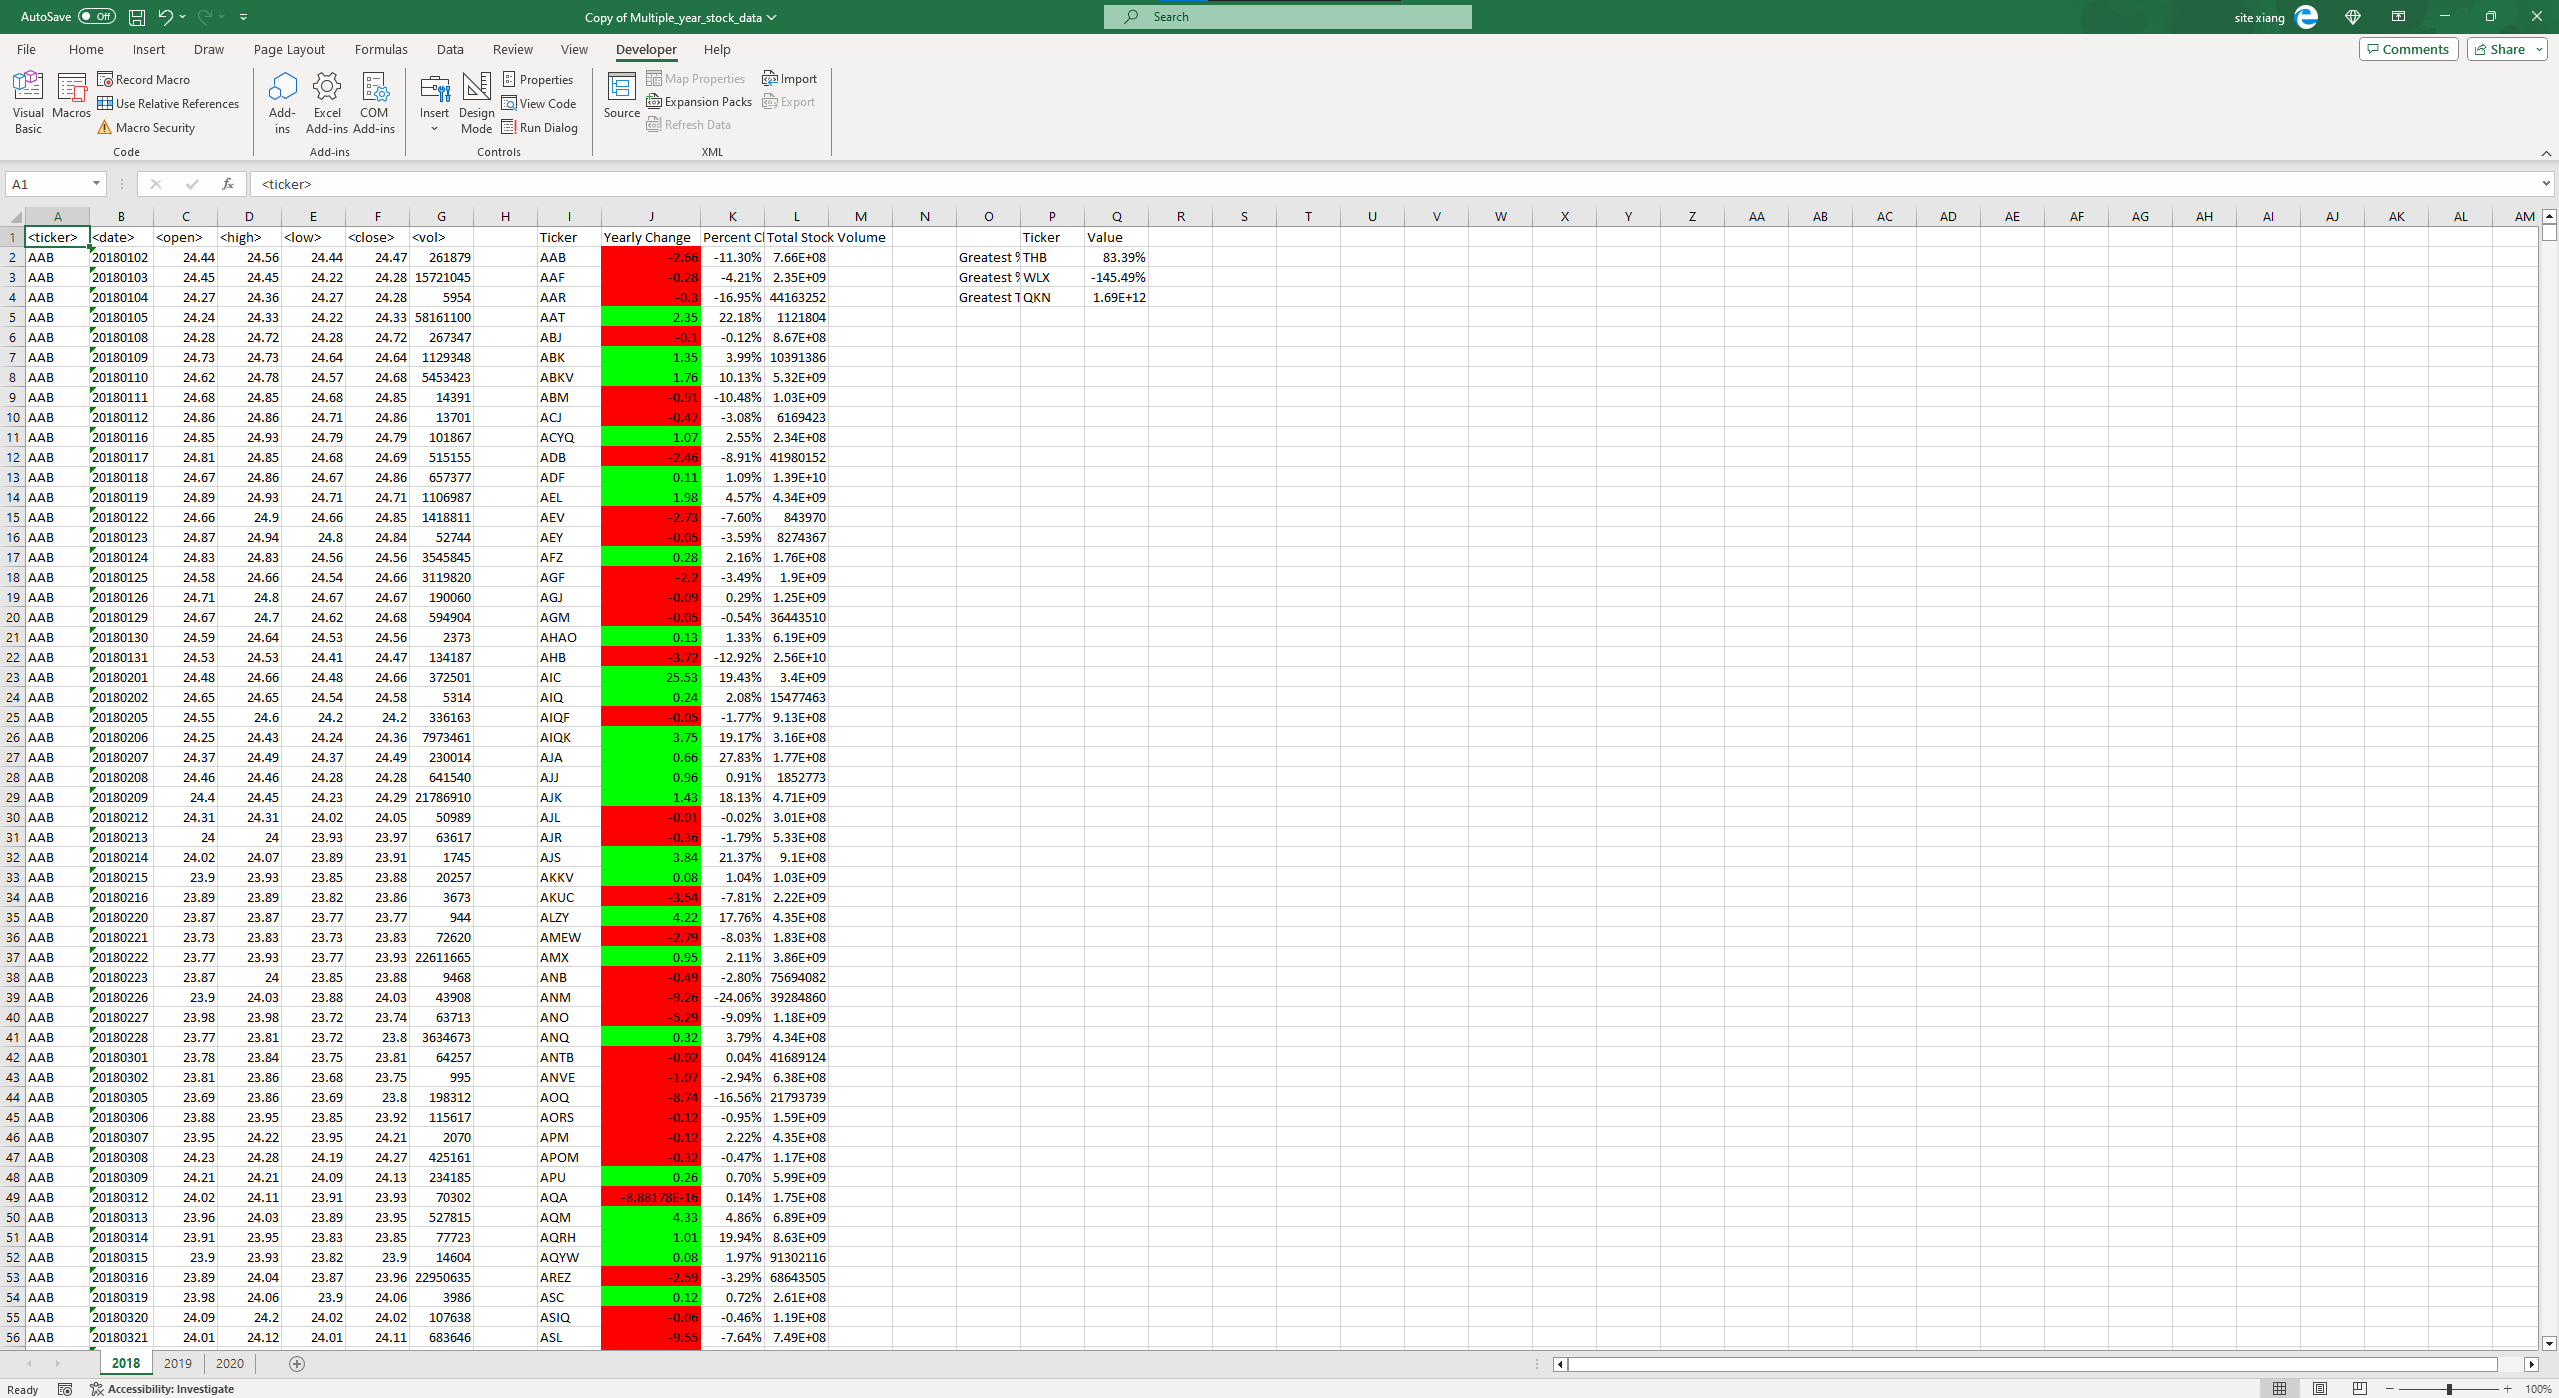 AutoSave Off Copy of Multiple_year_stock_data Search site xiang
File Home Insert Draw Page Layout Formulas Data Review View Developer Help Comments Share
Visual Basic Macros Record Macro Use Relative References Macro Security Code
Add-ins Excel Add-ins COM Add-ins Add-ins
Insert Design Mode Properties View Code Run Dialog Controls
Source Map Properties Expansion Packs Refresh Data Import Export XML
A1 fx <ticker>
A B C D E F G H I J K L M N O P Q R S T U V W X Y Z AA AB AC AD AE AF AG AH AI AJ AK AL AM
1 <ticker> <date> <open> <high> <low> <close> <vol> Ticker Yearly Change Percent Cl Total Stock Volume Ticker Value
2 AAB 20180102 24.44 24.56 24.44 24.47 261879 AAB -2.66 -11.30% 7.66E+08 Greatest % THB 83.39%
3 AAB 20180103 24.45 24.45 24.22 24.28 15721045 AAF -0.28 -4.21% 2.35E+09 Greatest % WLX -145.49%
4 AAB 20180104 24.27 24.36 24.27 24.28 5954 AAR -0.3 -16.95% 44163252 Greatest T QKN 1.69E+12
5 AAB 20180105 24.24 24.33 24.22 24.33 58161100 AAT 2.35 22.18% 1121804
6 AAB 20180108 24.28 24.72 24.28 24.72 267347 ABJ -0.1 -0.12% 8.67E+08
7 AAB 20180109 24.73 24.73 24.64 24.64 1129348 ABK 1.35 3.99% 10391386
8 AAB 20180110 24.62 24.78 24.57 24.68 5453423 ABKV 1.76 10.13% 5.32E+09
9 AAB 20180111 24.68 24.85 24.68 24.85 14391 ABM -0.91 -10.48% 1.03E+09
10 AAB 20180112 24.86 24.86 24.71 24.86 13701 ACJ -0.47 -3.08% 6169423
11 AAB 20180116 24.85 24.93 24.79 24.79 101867 ACYQ 1.07 2.55% 2.34E+08
12 AAB 20180117 24.81 24.85 24.68 24.69 515155 ADB -2.46 -8.91% 41980152
13 AAB 20180118 24.67 24.86 24.67 24.86 657377 ADF 0.11 1.09% 1.39E+10
14 AAB 20180119 24.89 24.93 24.71 24.71 1106987 AEL 1.98 4.57% 4.34E+09
15 AAB 20180122 24.66 24.9 24.66 24.85 1418811 AEV -2.73 -7.60% 843970
16 AAB 20180123 24.87 24.94 24.8 24.84 52744 AEY -0.05 -3.59% 8274367
17 AAB 20180124 24.83 24.83 24.56 24.56 3545845 AFZ 0.28 2.16% 1.76E+08
18 AAB 20180125 24.58 24.66 24.54 24.66 3119820 AGF -2.2 -3.49% 1.9E+09
19 AAB 20180126 24.71 24.8 24.67 24.67 190060 AGJ -0.09 0.29% 1.25E+09
20 AAB 20180129 24.67 24.7 24.62 24.68 594904 AGM -0.05 -0.54% 36443510
21 AAB 20180130 24.59 24.64 24.53 24.56 2373 AHAO 0.13 1.33% 6.19E+09
22 AAB 20180131 24.53 24.53 24.41 24.47 134187 AHB -3.72 -12.92% 2.56E+10
23 AAB 20180201 24.48 24.66 24.48 24.66 372501 AIC 25.53 19.43% 3.4E+09
24 AAB 20180202 24.65 24.65 24.54 24.58 5314 AIQ 0.24 2.08% 15477463
25 AAB 20180205 24.55 24.6 24.2 24.2 336163 AIQF -0.05 -1.77% 9.13E+08
26 AAB 20180206 24.25 24.43 24.24 24.36 7973461 AIQK 3.75 19.17% 3.16E+08
27 AAB 20180207 24.37 24.49 24.37 24.49 230014 AJA 0.66 27.83% 1.77E+08
28 AAB 20180208 24.46 24.46 24.28 24.28 641540 AJJ 0.96 0.91% 1852773
29 AAB 20180209 24.4 24.45 24.23 24.29 21786910 AJK 1.43 18.13% 4.71E+09
30 AAB 20180212 24.31 24.31 24.02 24.05 50989 AJL -0.01 -0.02% 3.01E+08
31 AAB 20180213 24 24 23.93 23.97 63617 AJR -0.36 -1.79% 5.33E+08
32 AAB 20180214 24.02 24.07 23.89 23.91 1745 AJS 3.84 21.37% 9.1E+08
33 AAB 20180215 23.9 23.93 23.85 23.88 20257 AKKV 0.08 1.04% 1.03E+09
34 AAB 20180216 23.89 23.89 23.82 23.86 3673 AKUC -3.54 -7.81% 2.22E+09
35 AAB 20180220 23.87 23.87 23.77 23.77 944 ALZY 4.22 17.76% 4.35E+08
36 AAB 20180221 23.73 23.83 23.73 23.83 72620 AMEW -2.79 -8.03% 1.83E+08
37 AAB 20180222 23.77 23.93 23.77 23.93 22611665 AMX 0.95 2.11% 3.86E+09
38 AAB 20180223 23.87 24 23.85 23.88 9468 ANB -0.49 -2.80% 75694082
39 AAB 20180226 23.9 24.03 23.88 24.03 43908 ANM -9.26 -24.06% 39284860
40 AAB 20180227 23.98 23.98 23.72 23.74 63713 ANO -5.29 -9.09% 1.18E+09
41 AAB 20180228 23.77 23.81 23.72 23.8 3634673 ANQ 0.32 3.79% 4.34E+08
42 AAB 20180301 23.78 23.84 23.75 23.81 64257 ANTB -0.02 0.04% 41689124
43 AAB 20180302 23.81 23.86 23.68 23.75 995 ANVE -1.07 -2.94% 6.38E+08
44 AAB 20180305 23.69 23.86 23.69 23.8 198312 AOQ -8.74 -16.56% 21793739
45 AAB 20180306 23.88 23.95 23.85 23.92 115617 AORS -0.12 -0.95% 1.59E+09
46 AAB 20180307 23.95 24.22 23.95 24.21 2070 APM -0.12 2.22% 4.35E+08
47 AAB 20180308 24.23 24.28 24.19 24.27 425161 APOM -0.32 -0.47% 1.17E+08
48 AAB 20180309 24.21 24.21 24.09 24.13 234185 APU 0.26 0.70% 5.99E+09
49 AAB 20180312 24.02 24.11 23.91 23.93 70302 AQA -8.88178E-16 0.14% 1.75E+08
50 AAB 20180313 23.96 24.03 23.89 23.95 527815 AQM 4.33 4.86% 6.89E+09
51 AAB 20180314 23.91 23.95 23.83 23.85 77723 AQRH 1.01 19.94% 8.63E+09
52 AAB 20180315 23.9 23.93 23.82 23.9 14604 AQYW 0.08 1.97% 91302116
53 AAB 20180316 23.89 24.04 23.87 23.96 22950635 AREZ -2.59 -3.29% 68643505
54 AAB 20180319 23.98 24.06 23.9 24.06 3986 ASC 0.12 0.72% 2.61E+08
55 AAB 20180320 24.09 24.2 24.02 24.02 107638 ASIQ -0.06 -0.46% 1.19E+08
56 AAB 20180321 24.01 24.12 24.01 24.11 683646 ASL -9.55 -7.64% 7.49E+08
2018 2019 2020
Ready Accessibility: Investigate 100%